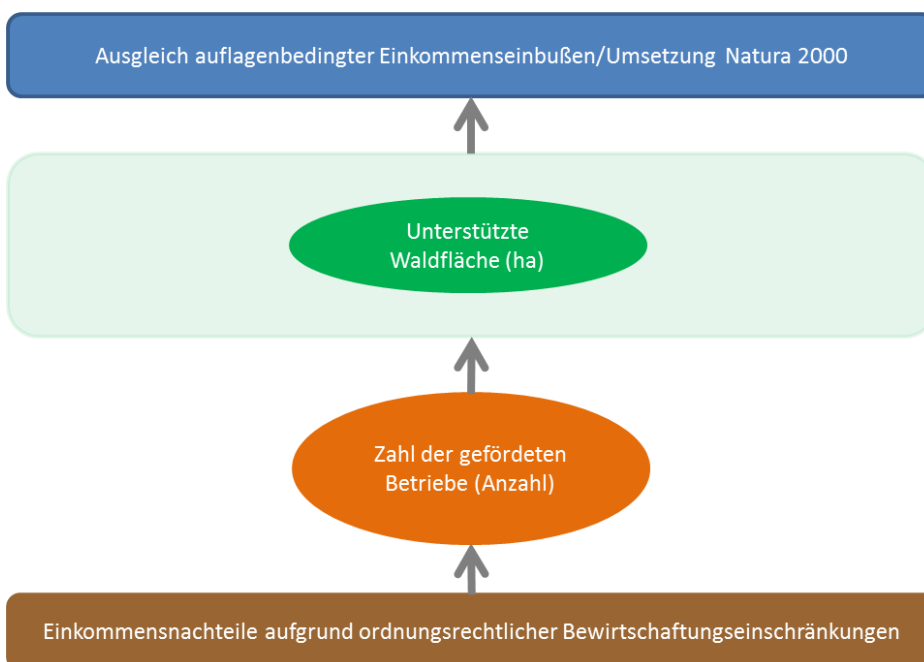 Ausgleich auflagenbedingter Einkommenseinbußen/Umsetzung Natura 2000
Unterstützte
Waldfläche (ha)
Zahl der gefördeten
Betriebe (Anzahl)
Einkommensnachteile aufgrund ordnungsrechtlicher Bewirtschaftungseinschränkungen